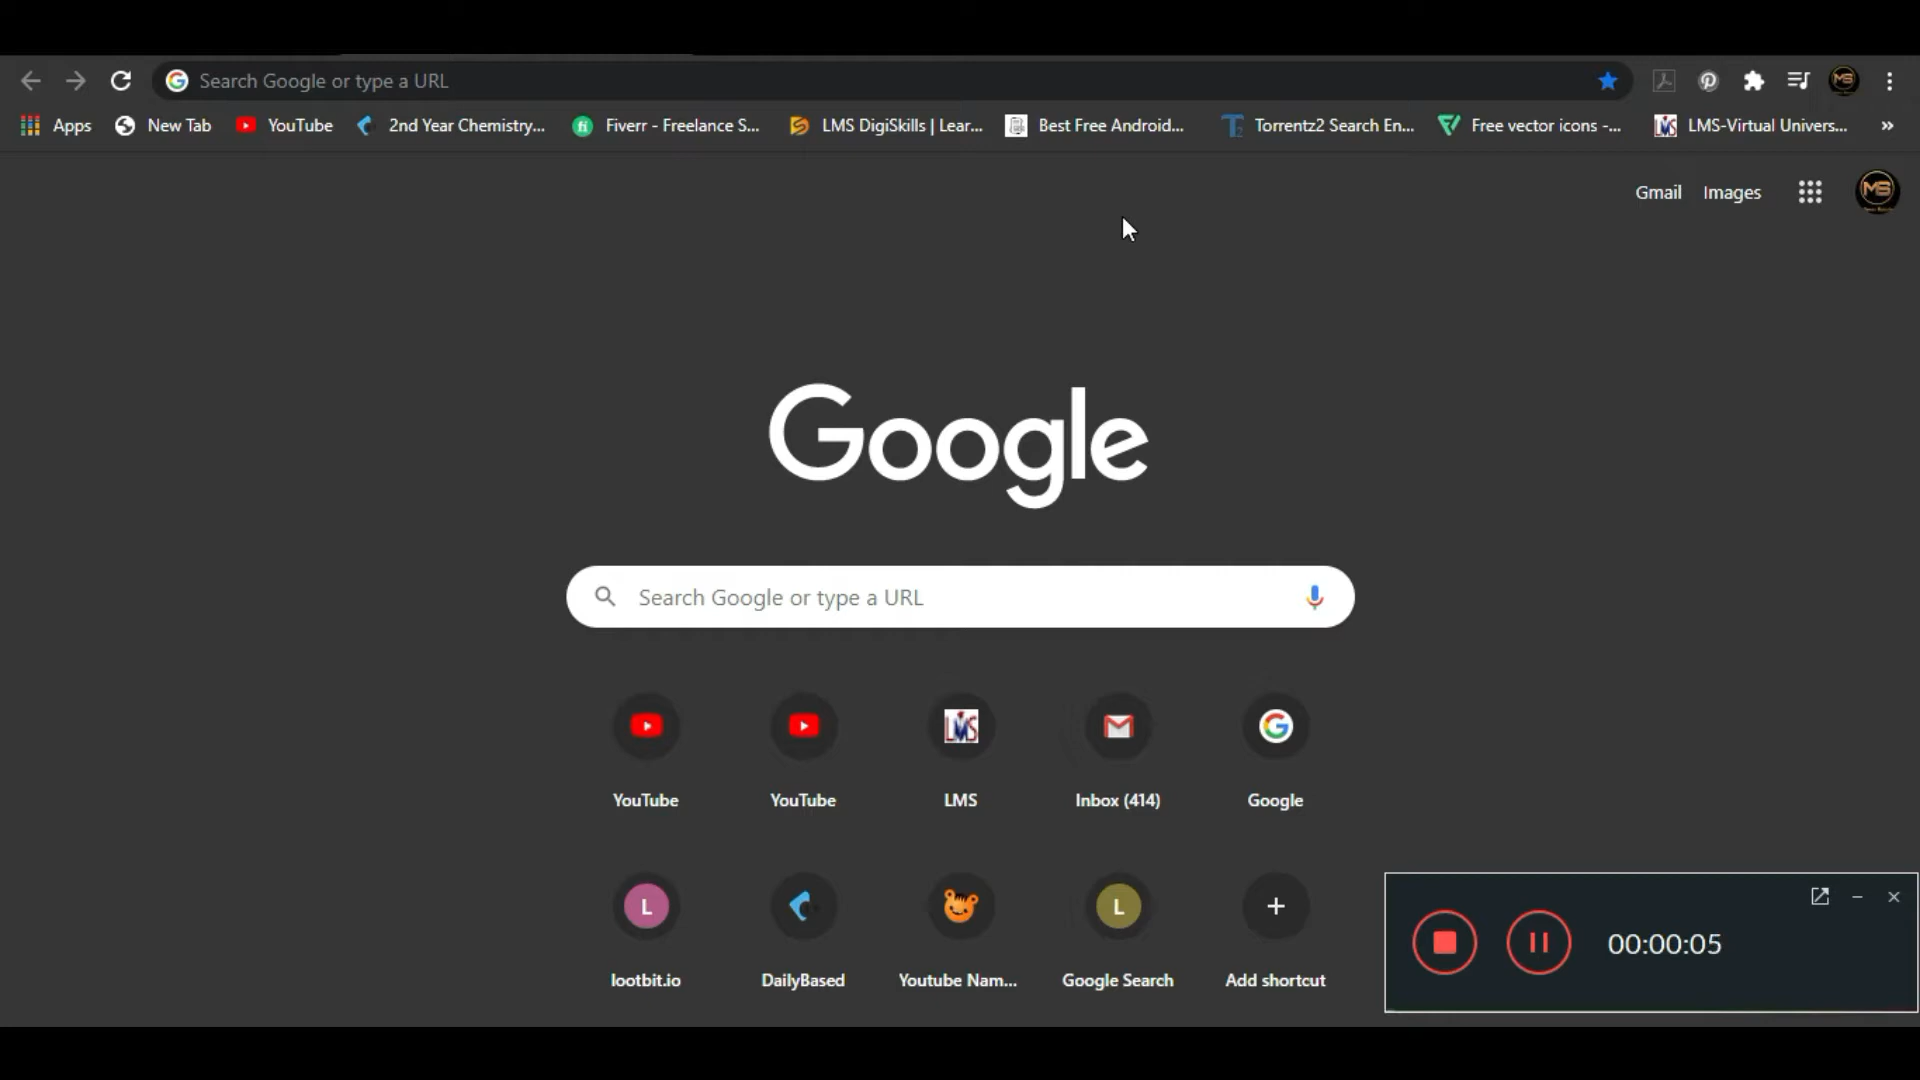 Search Google or type a URL
Apps New Tab YouTube 2nd Year Chemistry... Fiverr - Freelance S... LMS DigiSkills | Lear... Best Free Android... Torrentz2 Search En... Free vector icons -... LMS-Virtual Univers... »
Gmail Images
Google
Search Google or type a URL
YouTube YouTube LMS Inbox (414) Google
L L
lootbit.io DailyBased Youtube Nam... Google Search Add shortcut
00:00:05